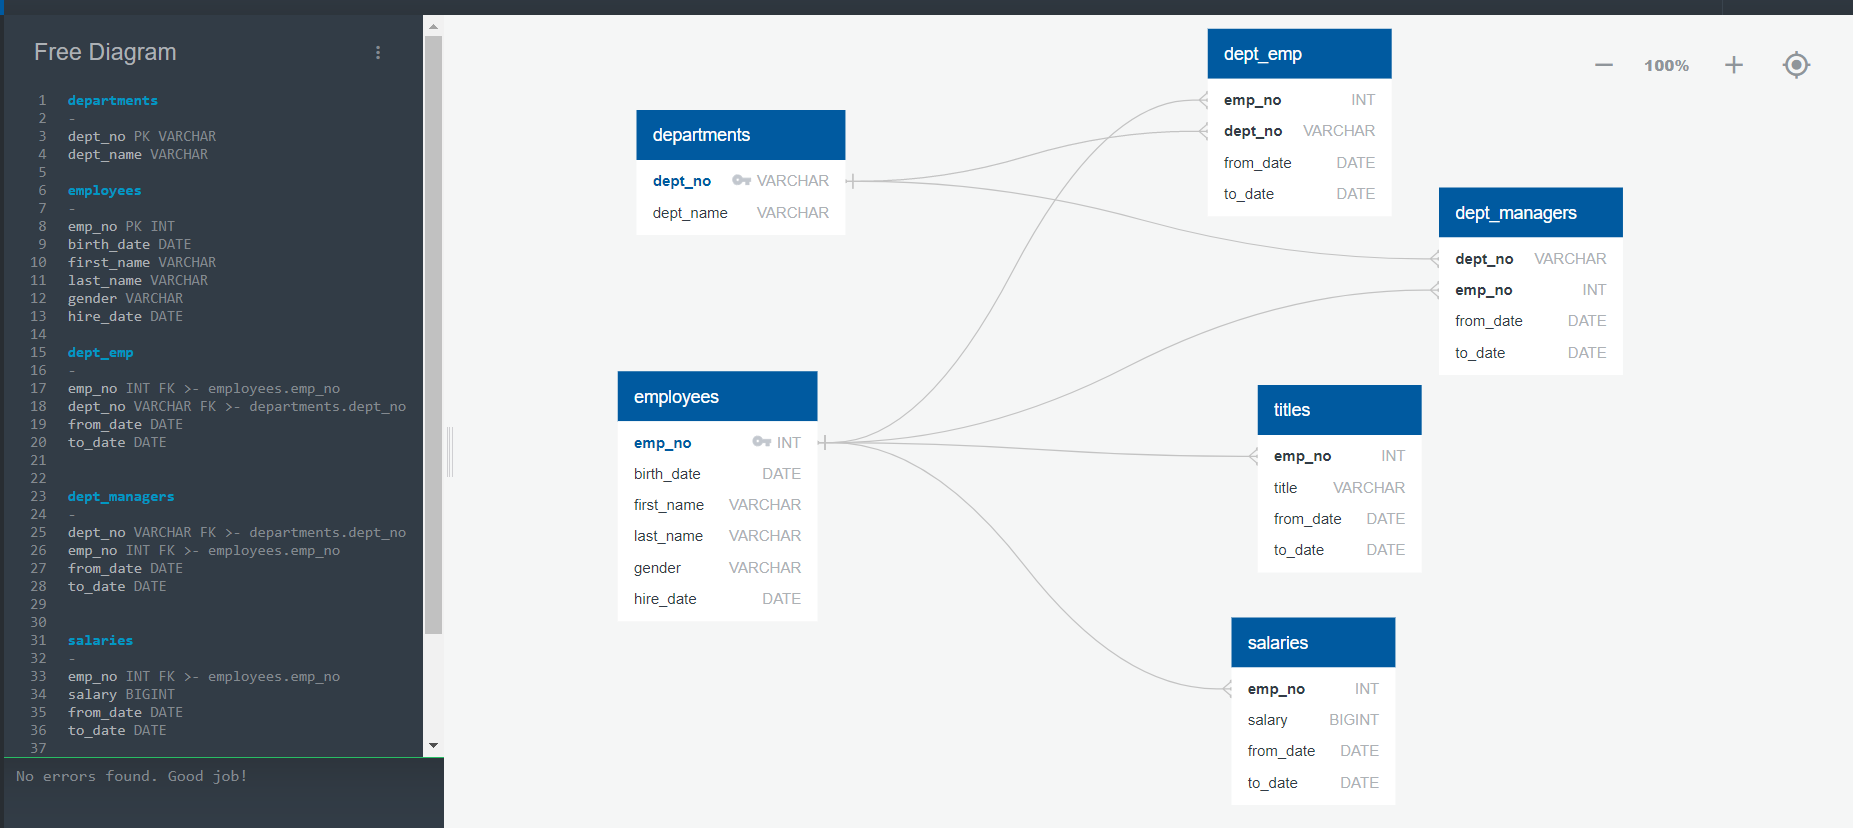 Free Diagram
1 departments
2 -
3 dept_no PK VARCHAR
4 dept_name VARCHAR
5
6 employees
7 -
8 emp_no PK INT
9 birth_date DATE
10 first_name VARCHAR
11 last_name VARCHAR
12 gender VARCHAR
13 hire_date DATE
14
15 dept_emp
16 -
17 emp_no INT FK >- employees.emp_no
18 dept_no VARCHAR FK >- departments.dept_no
19 from_date DATE
20 to_date DATE
21
22
23 dept_managers
24 -
25 dept_no VARCHAR FK >- departments.dept_no
26 emp_no INT FK >- employees.emp_no
27 from_date DATE
28 to_date DATE
29
30
31 salaries
32 -
33 emp_no INT FK >- employees.emp_no
34 salary BIGINT
35 from_date DATE
36 to_date DATE
37
No errors found. Good job!
100%
departments
dept_no VARCHAR
dept_name VARCHAR
dept_emp
emp_no INT
dept_no VARCHAR
from_date DATE
to_date DATE
dept_managers
dept_no VARCHAR
emp_no INT
from_date DATE
to_date DATE
employees
emp_no INT
birth_date DATE
first_name VARCHAR
last_name VARCHAR
gender VARCHAR
hire_date DATE
titles
emp_no INT
title VARCHAR
from_date DATE
to_date DATE
salaries
emp_no INT
salary BIGINT
from_date DATE
to_date DATE